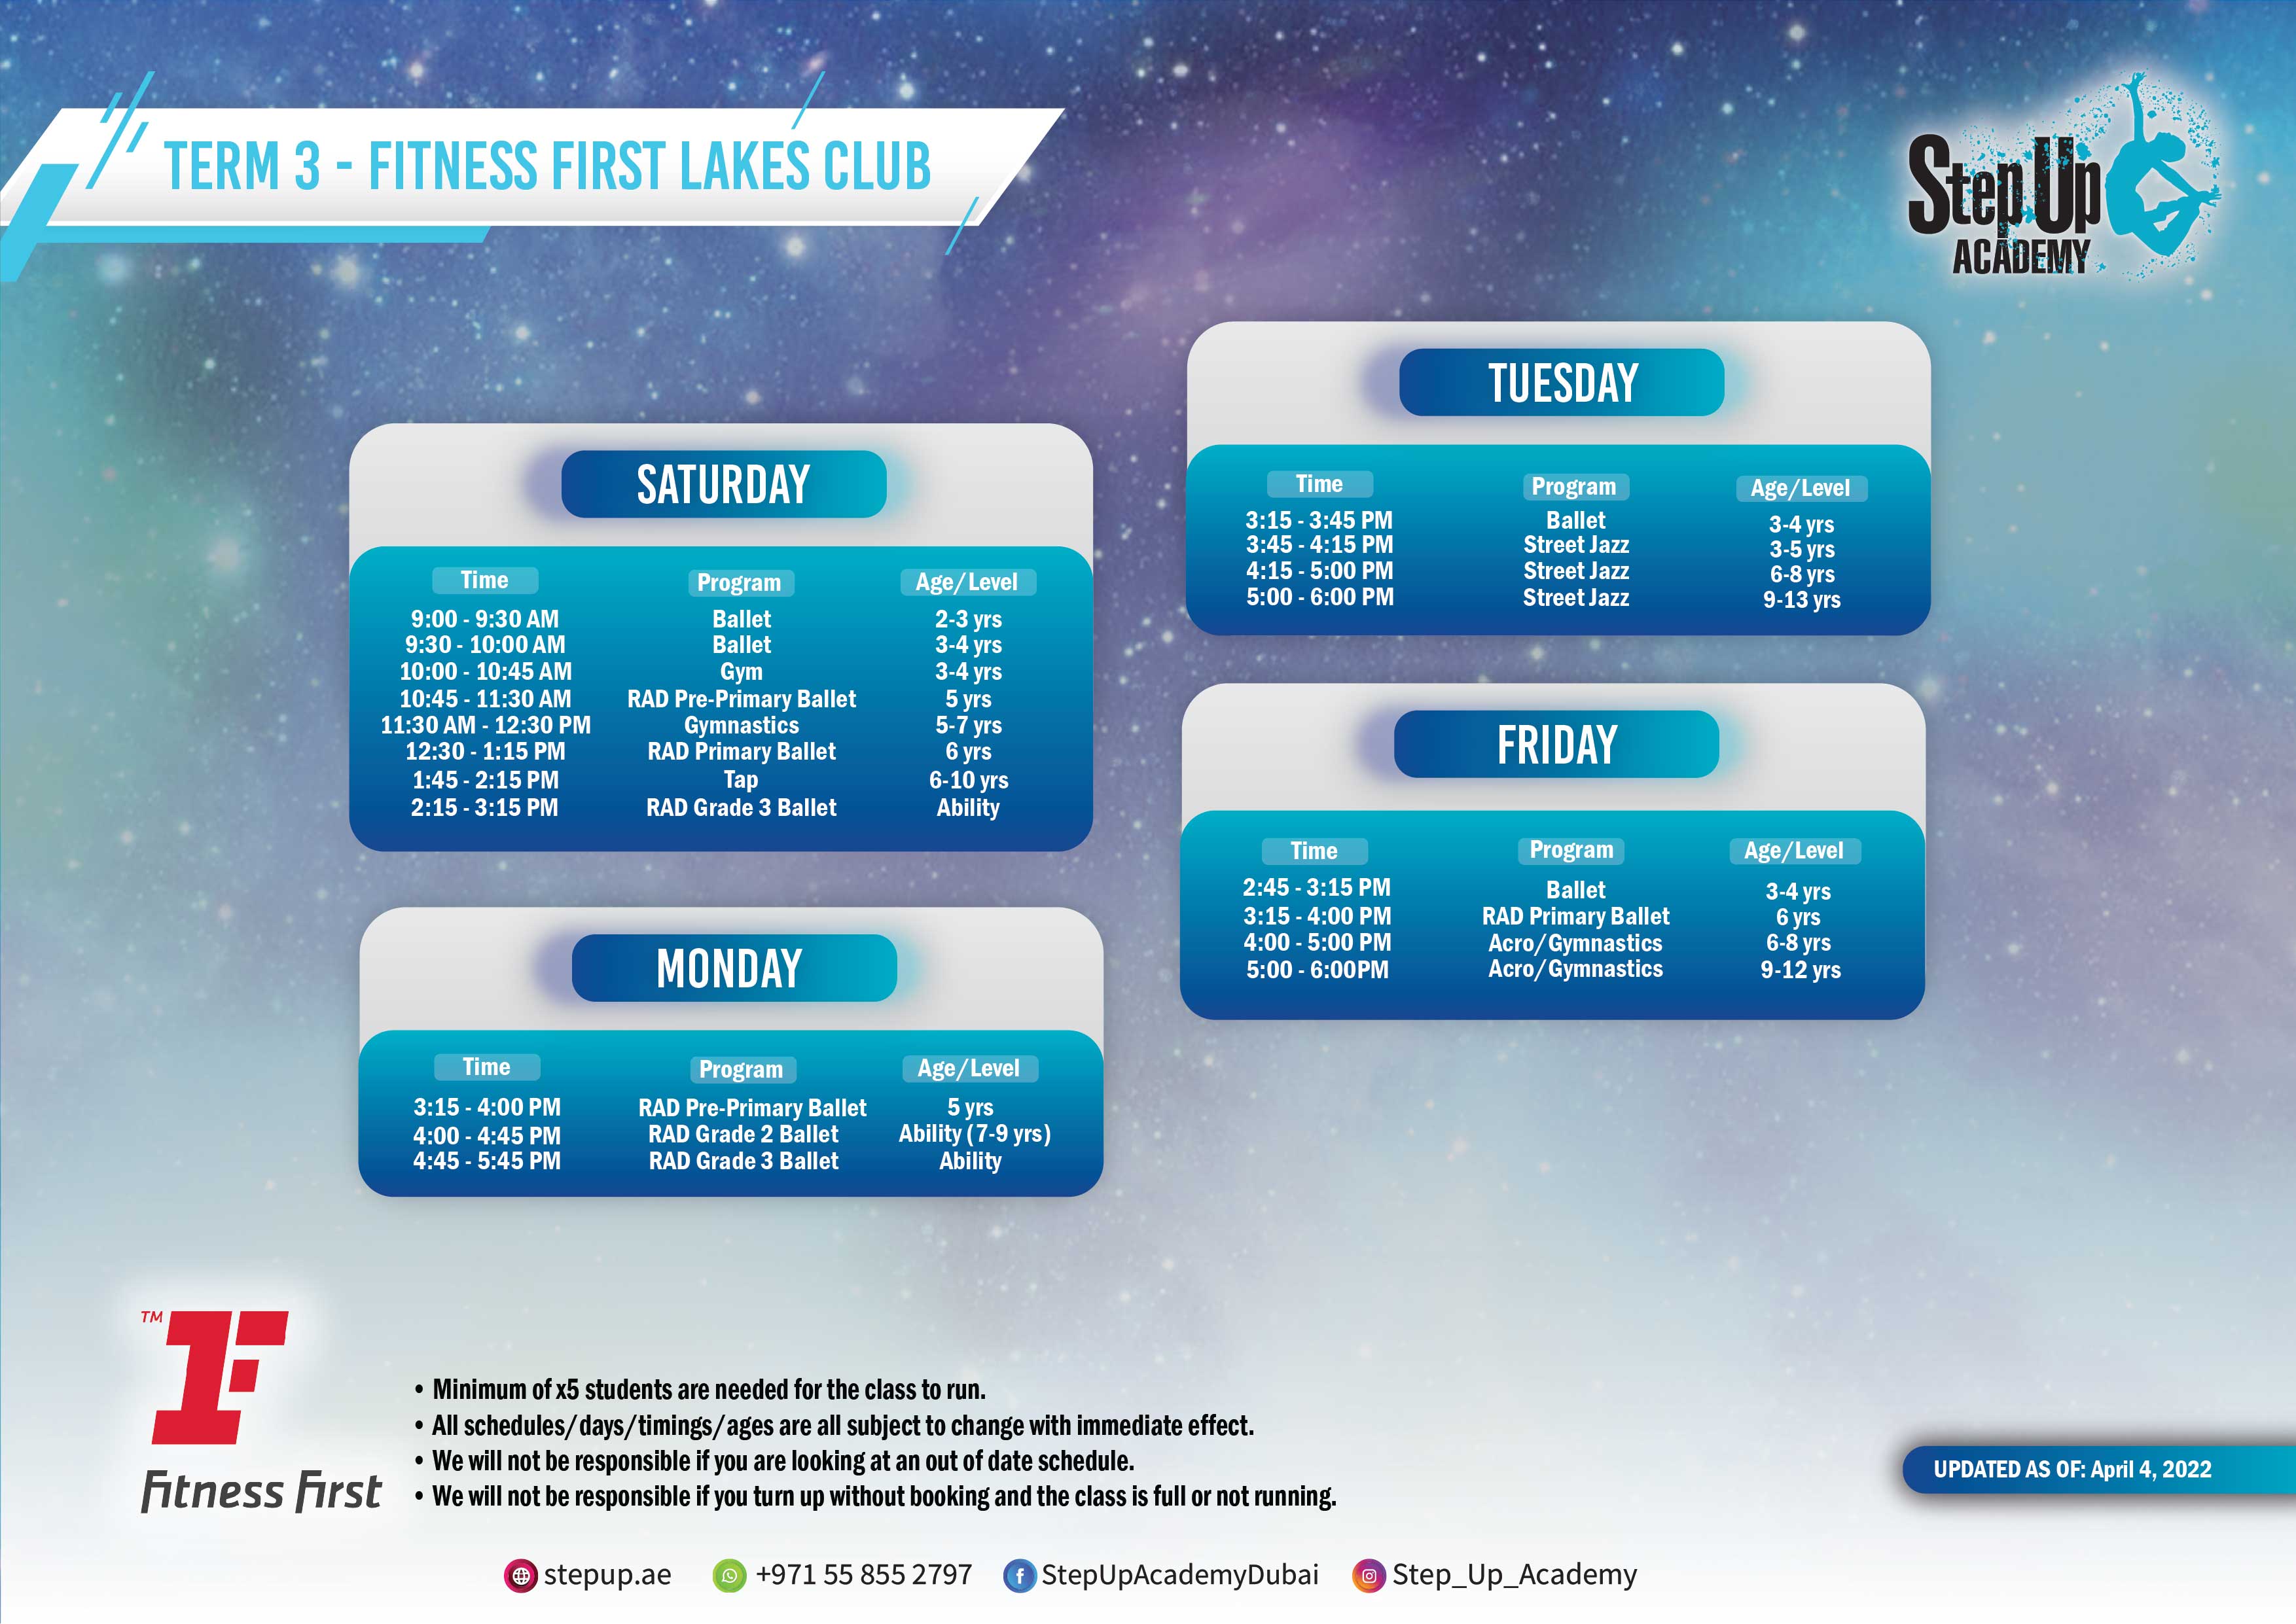 TERM 3 - FITNESS FIRST LAKES CLUB
Step Up
ACADEMY
SATURDAY
Time Program Age/Level
9:00 - 9:30 AM Ballet 2-3 yrs
9:30 - 10:00 AM Ballet 3-4 yrs
10:00 - 10:45 AM Gym 3-4 yrs
10:45 - 11:30 AM RAD Pre-Primary Ballet 5 yrs
11:30 AM - 12:30 PM Gymnastics 5-7 yrs
12:30 - 1:15 PM RAD Primary Ballet 6 yrs
1:45 - 2:15 PM Tap 6-10 yrs
2:15 - 3:15 PM RAD Grade 3 Ballet Ability
MONDAY
Time Program Age/Level
3:15 - 4:00 PM RAD Pre-Primary Ballet 5 yrs
4:00 - 4:45 PM RAD Grade 2 Ballet Ability (7-9 yrs)
4:45 - 5:45 PM RAD Grade 3 Ballet Ability
TUESDAY
Time Program Age/Level
3:15 - 3:45 PM Ballet 3-4 yrs
3:45 - 4:15 PM Street Jazz 3-5 yrs
4:15 - 5:00 PM Street Jazz 6-8 yrs
5:00 - 6:00 PM Street Jazz 9-13 yrs
FRIDAY
Time Program Age/Level
2:45 - 3:15 PM Ballet 3-4 yrs
3:15 - 4:00 PM RAD Primary Ballet 6 yrs
4:00 - 5:00 PM Acro/Gymnastics 6-8 yrs
5:00 - 6:00PM Acro/Gymnastics 9-12 yrs
TM
Fitness First
• Minimum of x5 students are needed for the class to run.
• All schedules/days/timings/ages are all subject to change with immediate effect.
• We will not be responsible if you are looking at an out of date schedule.
• We will not be responsible if you turn up without booking and the class is full or not running.
UPDATED AS OF: April 4, 2022
stepup.ae +971 55 855 2797 StepUpAcademyDubai Step_Up_Academy